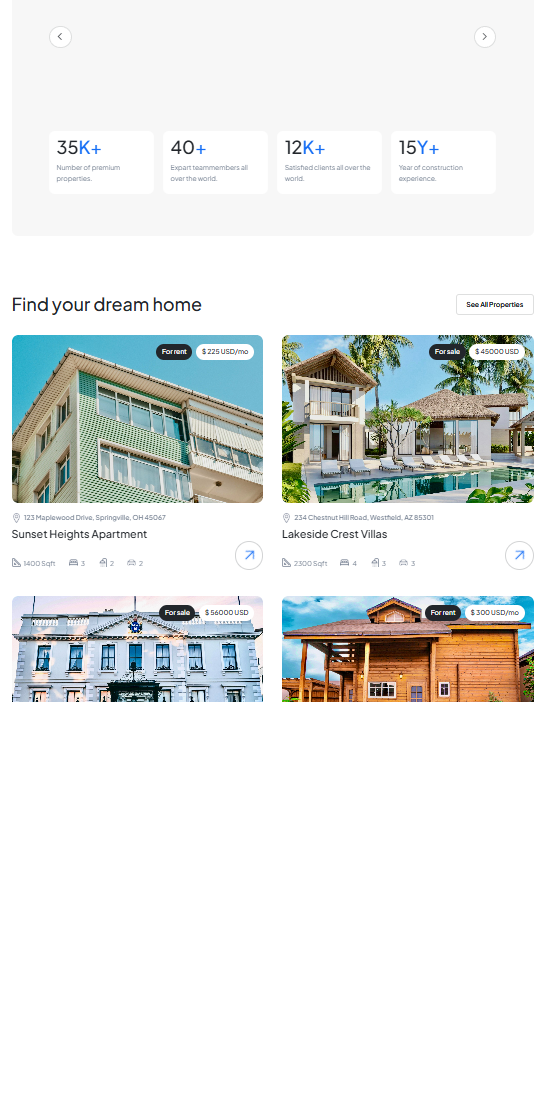 35K+
Number of premium
properties.
40+
Expart teammembers all
over the world.
12K+
Satisfied clients all over the
world.
15Y+
Year of construction
experience.
Find your dream home
See All Properties
For rent
$ 225 USD/mo
123 Maplewood Drive, Springville, OH 45067
Sunset Heights Apartment
1400 Sqft 3 2 2
For sale
$ 45000 USD
234 Chestnut Hill Road, Westfield, AZ 85301
Lakeside Crest Villas
2300 Sqft 4 3 3
For sale
$ 56000 USD
For rent
$ 300 USD/mo